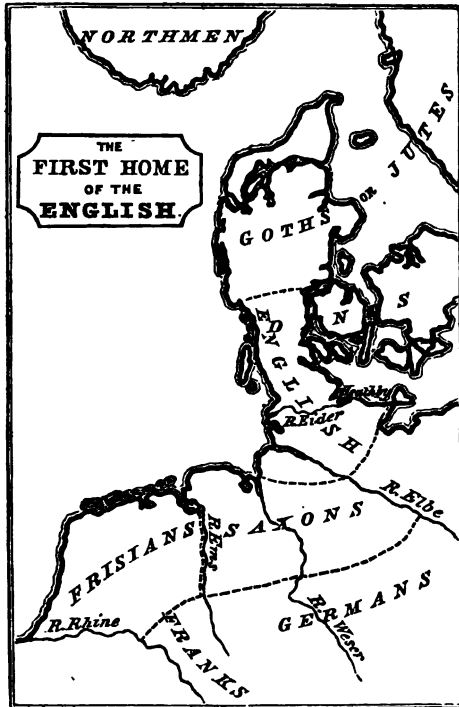 NORTHMEN
THE
FIRST HOME
OF THE
ENGLISH.
GOTHS OR JUTES
D N S
ENGLISH
R. Eider
R. Elbe
FRISIANS
R. Ems
SAXONS
R. Rhine
R. Weser
GERMANS
FRANKS